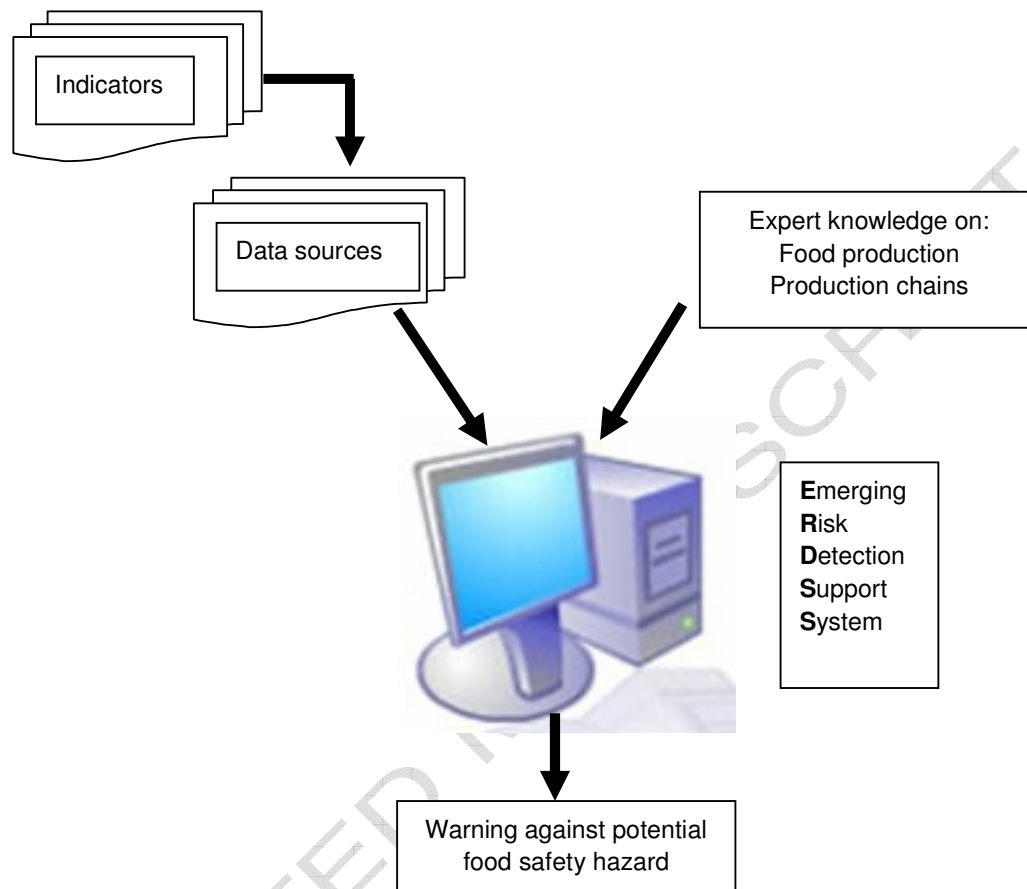 Indicators
Data sources
Expert knowledge on:
Food production
Production chains
Emerging
Risk
Detection
Support
System
Warning against potential
food safety hazard